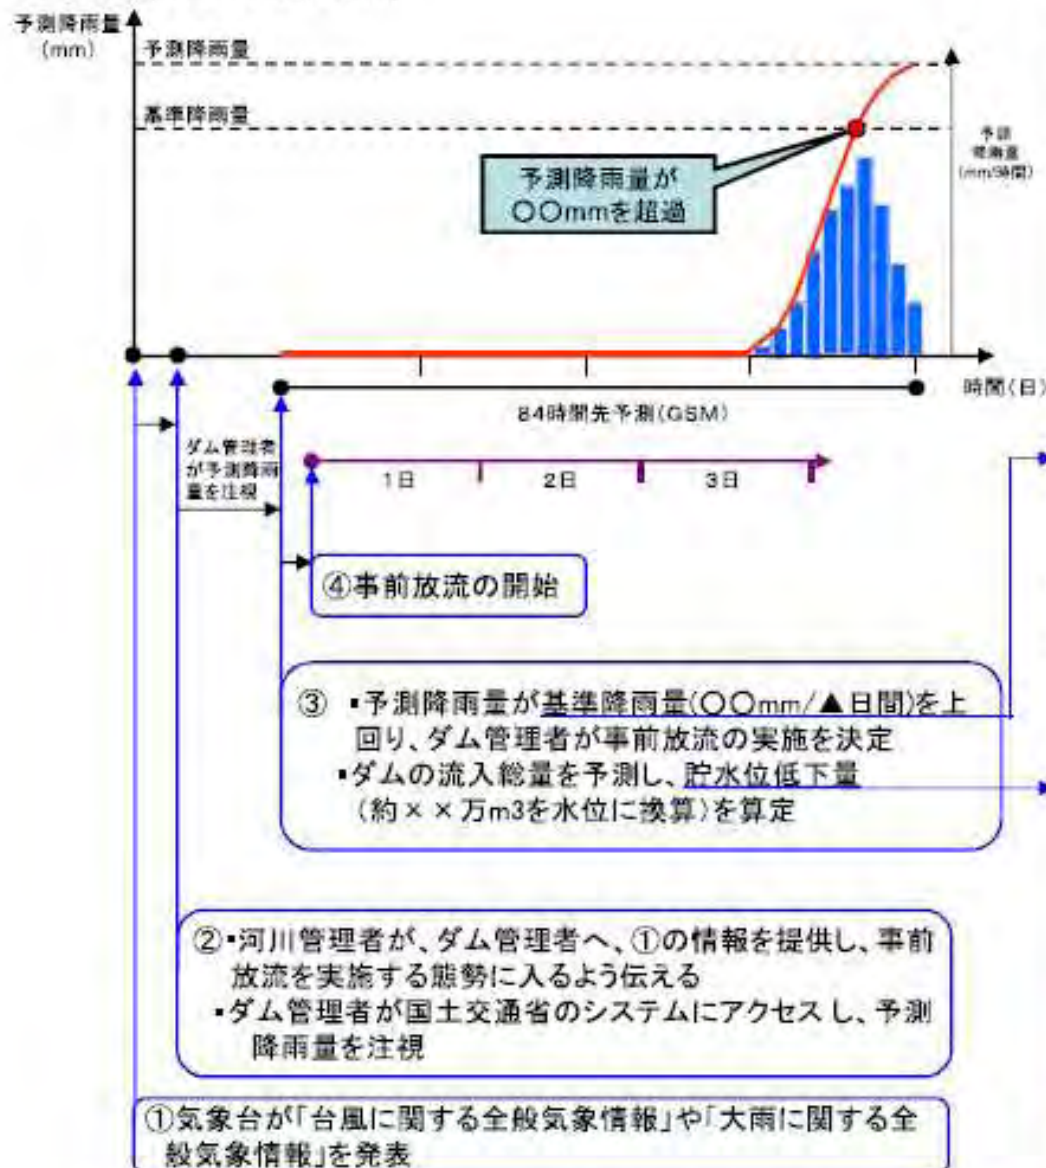 予測降雨量
(mm)
予測降雨量
基準降雨量
予測
降雨量
(mm/時間)
予測降雨量が
〇〇mmを超過
時間(日)
84時間先予測(GSM)
ダム管理者
が予測降雨
量を注視
1日
2日
3日
④事前放流の開始
③ ▪予測降雨量が基準降雨量(〇〇mm/▲日間)を上
回り、ダム管理者が事前放流の実施を決定
▪ダムの流入総量を予測し、貯水位低下量
(約××万m3を水位に換算)を算定
②▪河川管理者が、ダム管理者へ、①の情報を提供し、事前
放流を実施する態勢に入るよう伝える
▪ダム管理者が国土交通省のシステムにアクセスし、予測
降雨量を注視
①気象台が「台風に関する全般気象情報」や「大雨に関する全
般気象情報」を発表